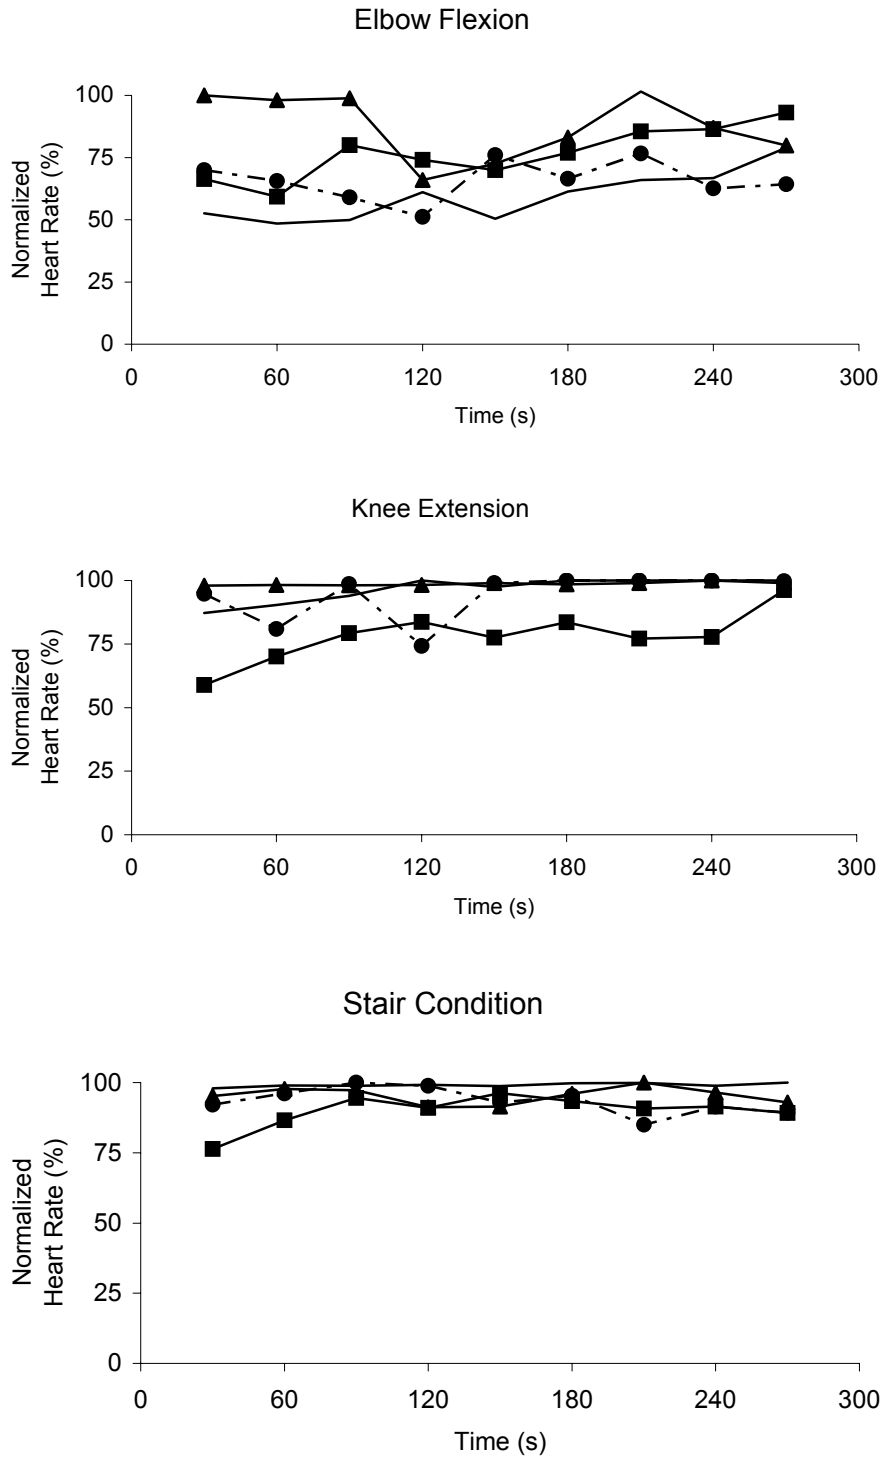 Elbow Flexion
100
75
50
25
0
Normalized
Heart Rate (%)
0 60 120 180 240 300
Time (s)
Knee Extension
100
75
50
25
0
Normalized
Heart Rate (%)
0 60 120 180 240 300
Time (s)
Stair Condition
100
75
50
25
0
Normalized
Heart Rate (%)
0 60 120 180 240 300
Time (s)